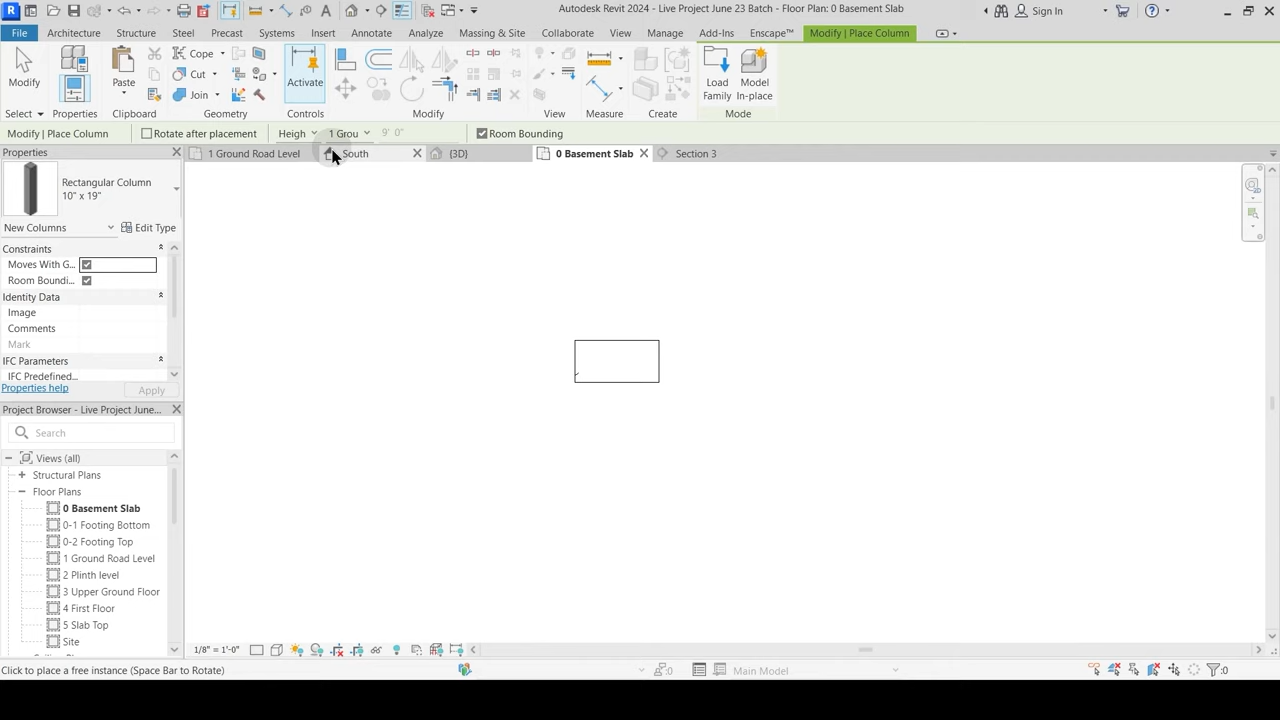 Autodesk Revit 2024 - Live Project June 23 Batch - Floor Plan: 0 Basement Slab
Sign In
File Architecture Structure Steel Precast Systems Insert Annotate Analyze Massing & Site Collaborate View Manage Add-Ins Enscape™ Modify | Place Column
Modify
Paste
Cope
Cut
Join
Activate
Load Family
Model In-place
Select Properties Clipboard Geometry Controls Modify View Measure Create Mode
Modify | Place Column Rotate after placement Heigh 1 Grou 9' 0" Room Bounding
Properties
1 Ground Road Level South {3D} 0 Basement Slab Section 3
Rectangular Column
10" x 19"
New Columns Edit Type
Constraints
Moves With G...
Room Boundi...
Identity Data
Image
Comments
Mark
IFC Parameters
IFC Predefined...
Properties help Apply
Project Browser - Live Project June...
Search
Views (all)
Structural Plans
Floor Plans
0 Basement Slab
0-1 Footing Bottom
0-2 Footing Top
1 Ground Road Level
2 Plinth level
3 Upper Ground Floor
4 First Floor
5 Slab Top
Site
1/8" = 1'-0"
Click to place a free instance (Space Bar to Rotate) :0 Main Model :0